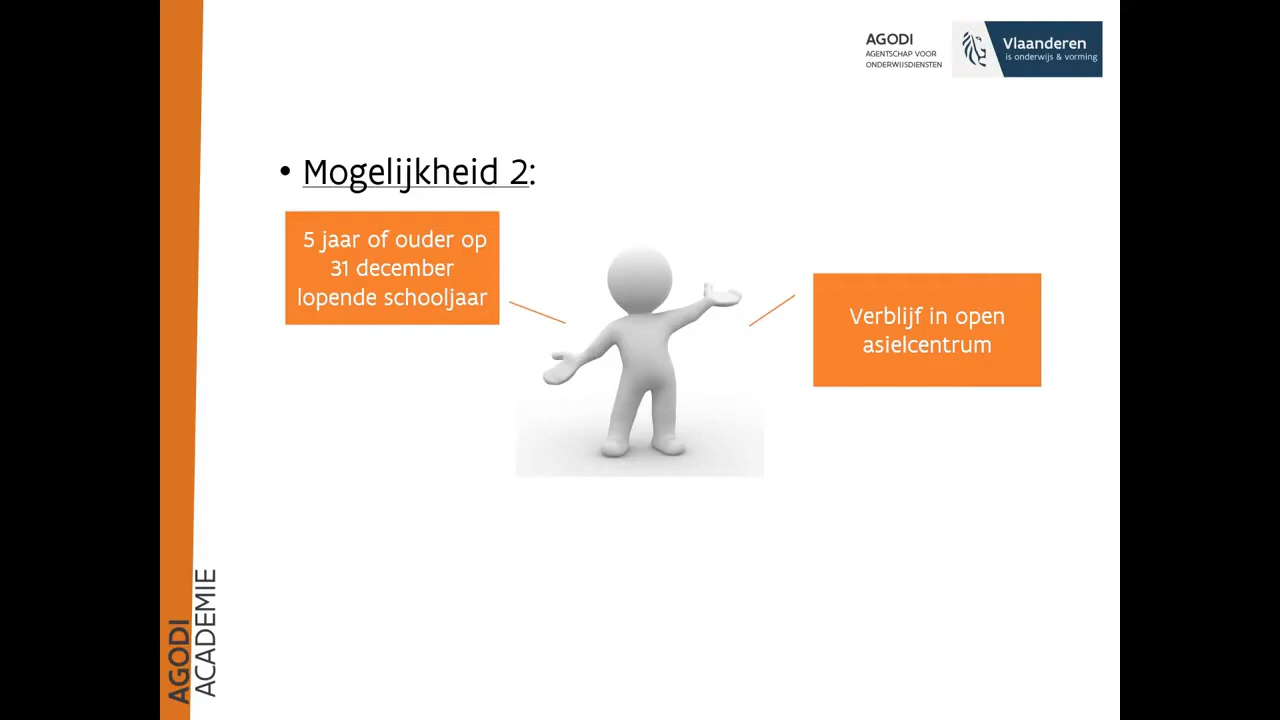 AGODI
AGENTSCHAP VOOR
ONDERWIJSDIENSTEN
Vlaanderen
is onderwijs & vorming
• Mogelijkheid 2:
5 jaar of ouder op
31 december
lopende schooljaar
Verblijf in open
asielcentrum
AGODI
ACADEMIE